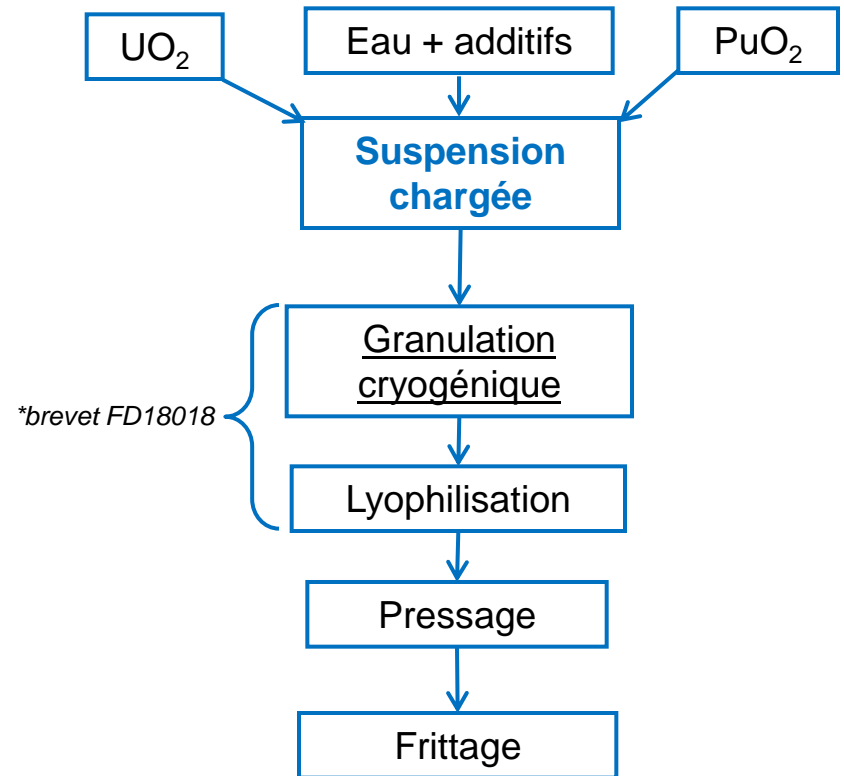 UO₂
Eau + additifs
PuO₂
Suspension
chargée
Granulation
cryogénique
*brevet FD18018
Lyophilisation
Pressage
Frittage